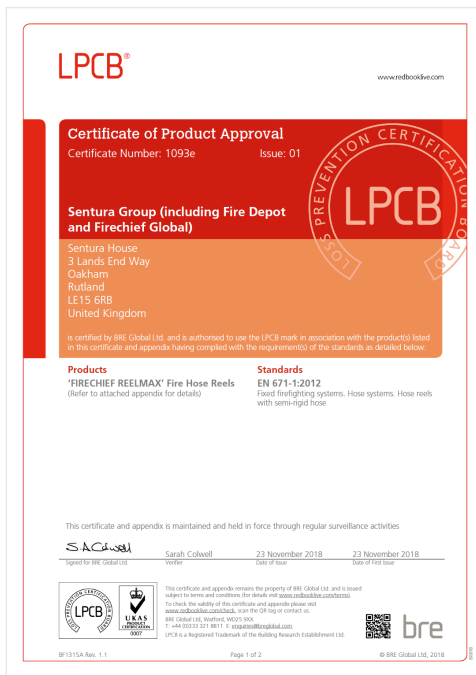 LPCB®
www.redbooklive.com
Certificate of Product Approval
Certificate Number: 1093e Issue: 01
LOSS PREVENTION CERTIFICATION BOARD
LPCB
Sentura Group (including Fire Depot
and Firechief Global)
Sentura House
3 Lands End Way
Oakham
Rutland
LE15 6RB
United Kingdom
is certified by BRE Global Ltd. and is authorised to use the LPCB mark in association with the product(s) listed
in this certificate and appendix having complied with the requirement(s) of the standards as detailed below:
Products
'FIRECHIEF REELMAX' Fire Hose Reels
(Refer to attached appendix for details)
Standards
EN 671-1:2012
Fixed firefighting systems. Hose systems. Hose reels
with semi-rigid hose
This certificate and appendix is maintained and held in force through regular surveillance activities
S.A Colwell
Sarah Colwell 23 November 2018 23 November 2018
Signed for BRE Global Ltd. Verifier Date of Issue Date of First Issue
LOSS PREVENTION CERTIFICATION BOARD
LPCB
UKAS
PRODUCT
CERTIFICATION
0007
This certificate and appendix remains the property of BRE Global Ltd. and is issued
subject to terms and conditions (for details visit www.redbooklive.com/terms)
To check the validity of this certificate and appendix please visit
www.redbooklive.com/check, scan the QR tag or contact us.
BRE Global Ltd, Watford, WD25 9XX
T: +44 (0)333 321 8811 E: enquiries@breglobal.com
LPCB is a Registered Trademark of the Building Research Establishment Ltd.
bre
BF1315A Rev. 1.1 Page 1 of 2 © BRE Global Ltd, 2018